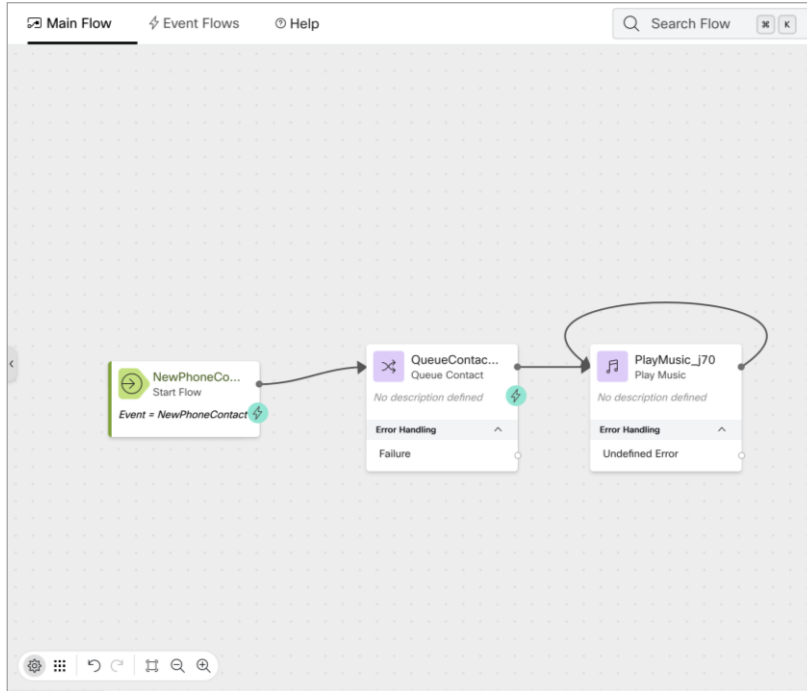 Main Flow
Event Flows
Help
Search Flow
⌘ K
NewPhoneCo...
Start Flow
Event = NewPhoneContact
QueueContac...
Queue Contact
No description defined
Error Handling
Failure
PlayMusic_j70
Play Music
No description defined
Error Handling
Undefined Error